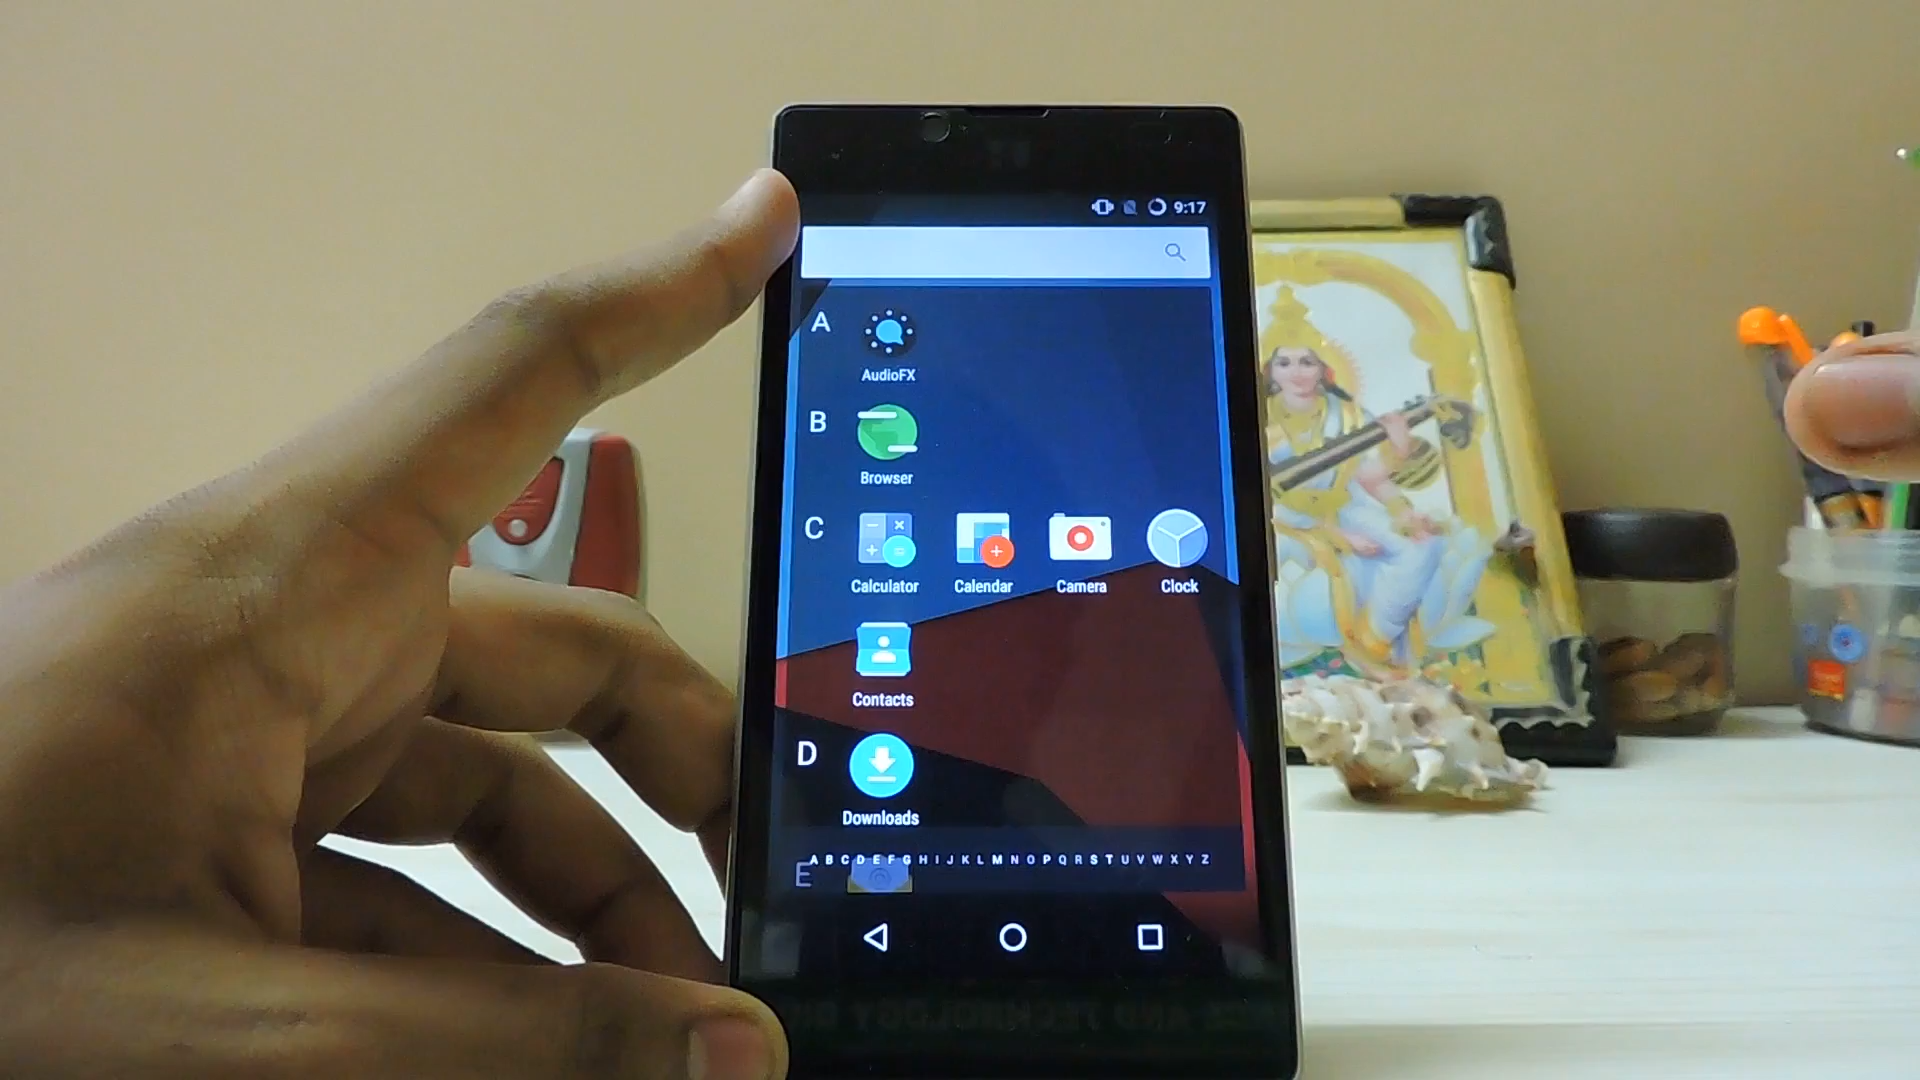 9:17
A
AudioFX
B
Browser
C
Calculator Calendar Camera Clock
Contacts
D
Downloads
A B C D E F G H I J K L M N O P Q R S T U V W X Y Z
E